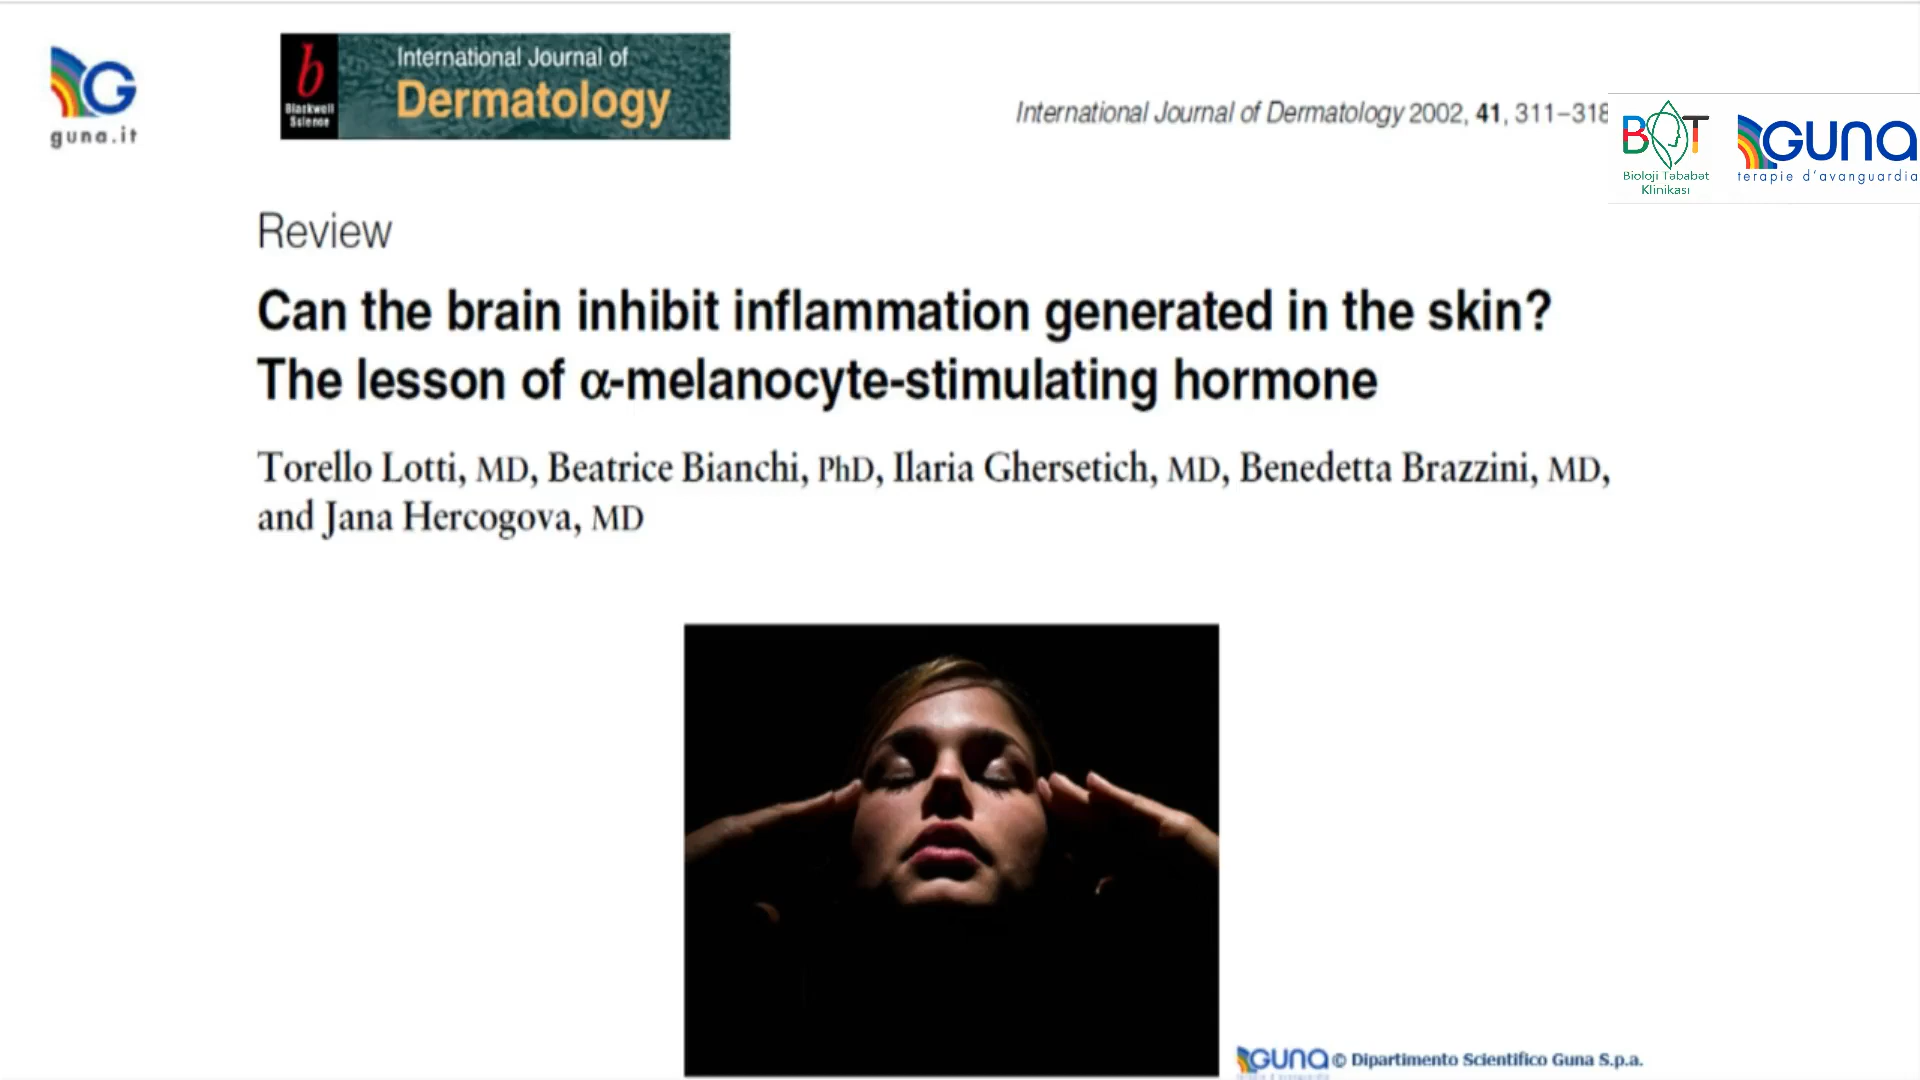 G
guna.it
b
Blackwell
Science
International Journal of
Dermatology
International Journal of Dermatology 2002, 41, 311–318
BOT
Bioloji Təbabət
Klinikası
GUNA
terapie d'avanguardia
Review
Can the brain inhibit inflammation generated in the skin?
The lesson of α-melanocyte-stimulating hormone
Torello Lotti, MD, Beatrice Bianchi, PhD, Ilaria Ghersetich, MD, Benedetta Brazzini, MD,
and Jana Hercogova, MD
GUNA © Dipartimento Scientifico Guna S.p.a.